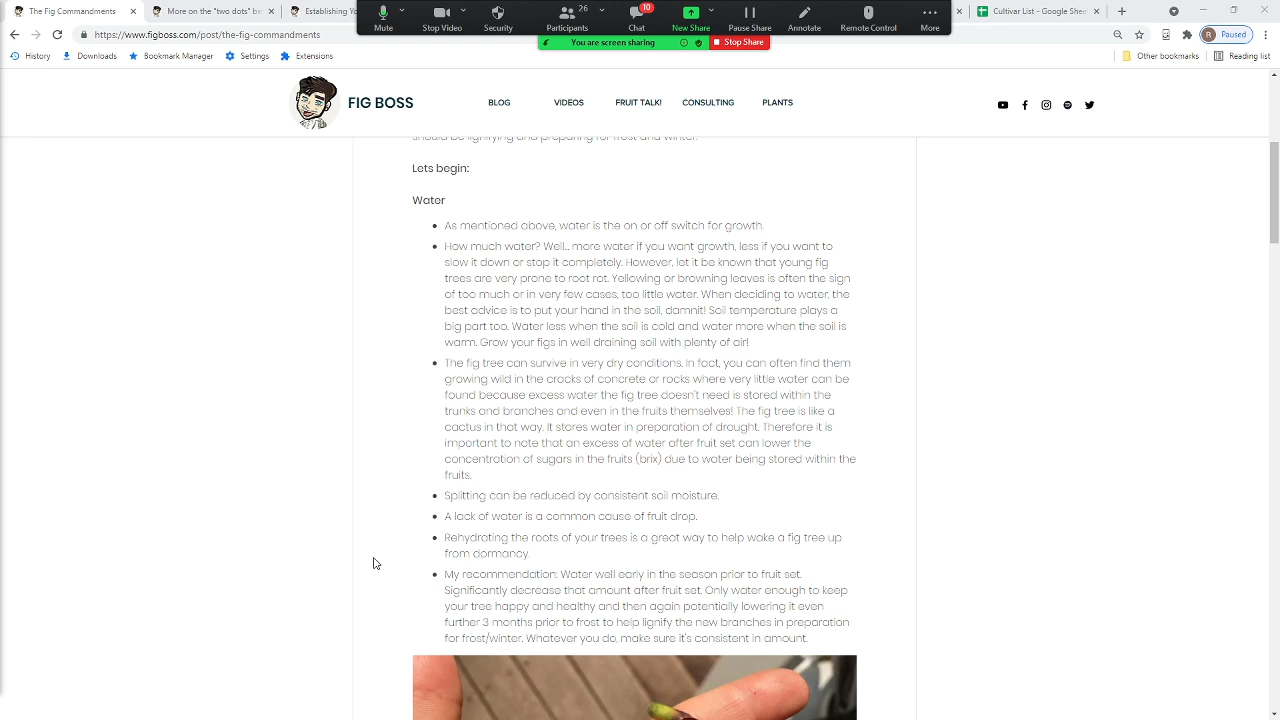 The Fig Commandments
More on the "two dots" b
Establishing Yo
Cultivar List - Google Sheets
Mute
Stop Video
Security
26
Participants
10
Chat
New Share
Pause Share
Annotate
Remote Control
More
You are screen sharing
Stop Share
https://www.figboss.com/post/the-fig-commandments
R
Paused
History
Downloads
Bookmark Manager
Settings
Extensions
Other bookmarks
Reading list
FIG BOSS
BLOG
VIDEOS
FRUIT TALK!
CONSULTING
PLANTS
should be lignifying and preparing for frost and winter.
Lets begin:
Water
As mentioned above, water is the on or off switch for growth.
How much water? Well... more water if you want growth, less if you want to
slow it down or stop it completely. However, let it be known that young fig
trees are very prone to root rot. Yellowing or browning leaves is often the sign
of too much or in very few cases, too little water. When deciding to water, the
best advice is to put your hand in the soil, damnit! Soil temperature plays a
big part too. Water less when the soil is cold and water more when the soil is
warm. Grow your figs in well draining soil with plenty of air!
The fig tree can survive in very dry conditions. In fact, you can often find them
growing wild in the cracks of concrete or rocks where very little water can be
found because excess water the fig tree doesn't need is stored within the
trunks and branches and even in the fruits themselves! The fig tree is like a
cactus in that way. It stores water in preparation of drought. Therefore it is
important to note that an excess of water after fruit set can lower the
concentration of sugars in the fruits (brix) due to water being stored within the
fruits.
Splitting can be reduced by consistent soil moisture.
A lack of water is a common cause of fruit drop.
Rehydrating the roots of your trees is a great way to help wake a fig tree up
from dormancy.
My recommendation: Water well early in the season prior to fruit set.
Significantly decrease that amount after fruit set. Only water enough to keep
your tree happy and healthy and then again potentially lowering it even
further 3 months prior to frost to help lignify the new branches in preparation
for frost/winter. Whatever you do, make sure it's consistent in amount.